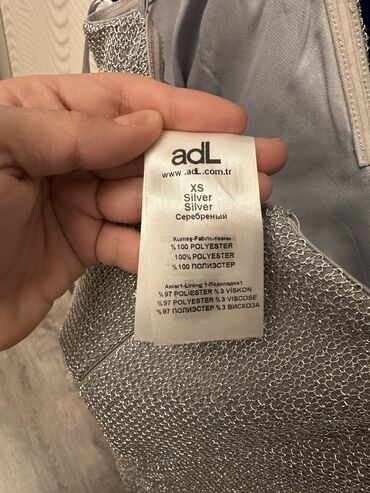 adL
www.adL.com.tr
XS
Silver
Silver
Серебреный
Kumaş-Fabric-ткань
%100 POLYESTER
100% POLYESTER
%100 ПОЛИЭСТЕР
Astar1-Lining 1-Подкладка1
%97 POLİESTER %3 VİSKON
%97 POLYESTER %3 VISCOSE
%97 ПОЛИЭСТЕР %3 ВИСКОЗА